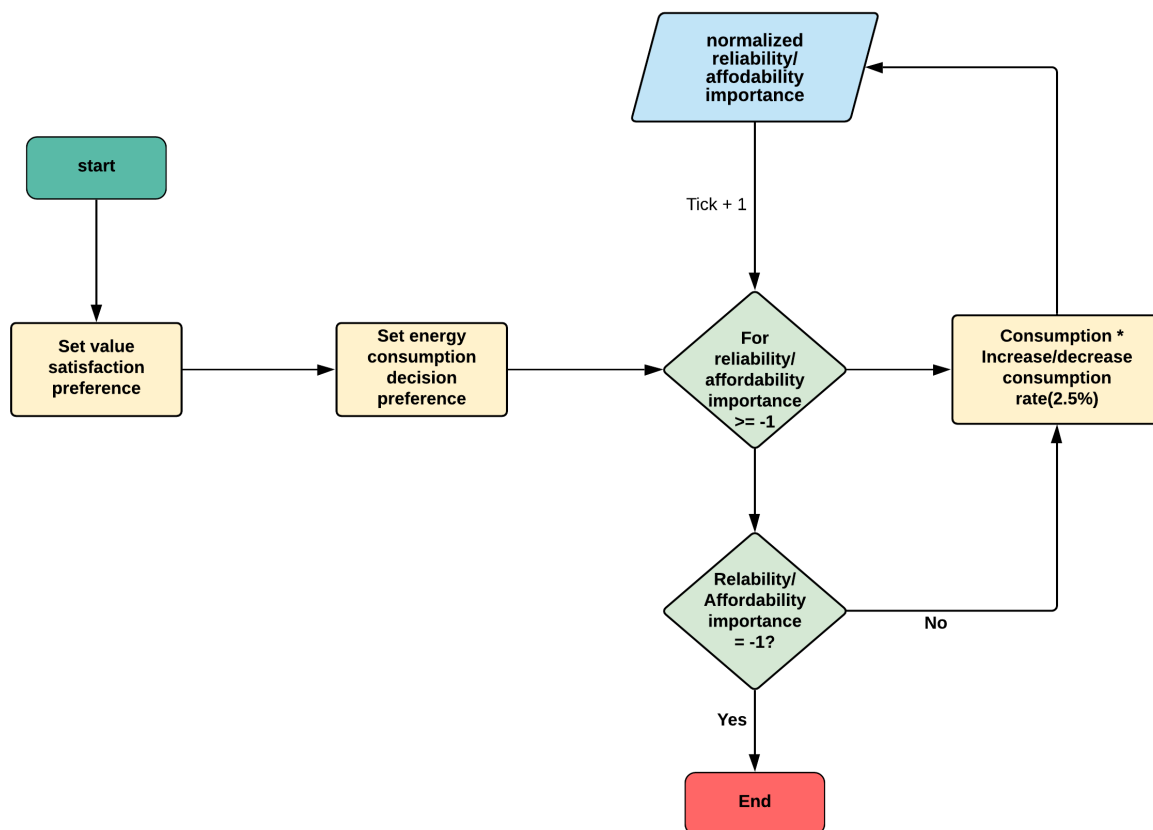 normalized
reliability/
affodability
importance
start
Tick + 1
Set value
satisfaction
preference
Set energy
consumption
decision
preference
For
reliability/
affordability
importance
>= -1
Consumption *
Increase/decrease
consumption
rate(2.5%)
Relability/
Affordability
importance
= -1?
No
Yes
End